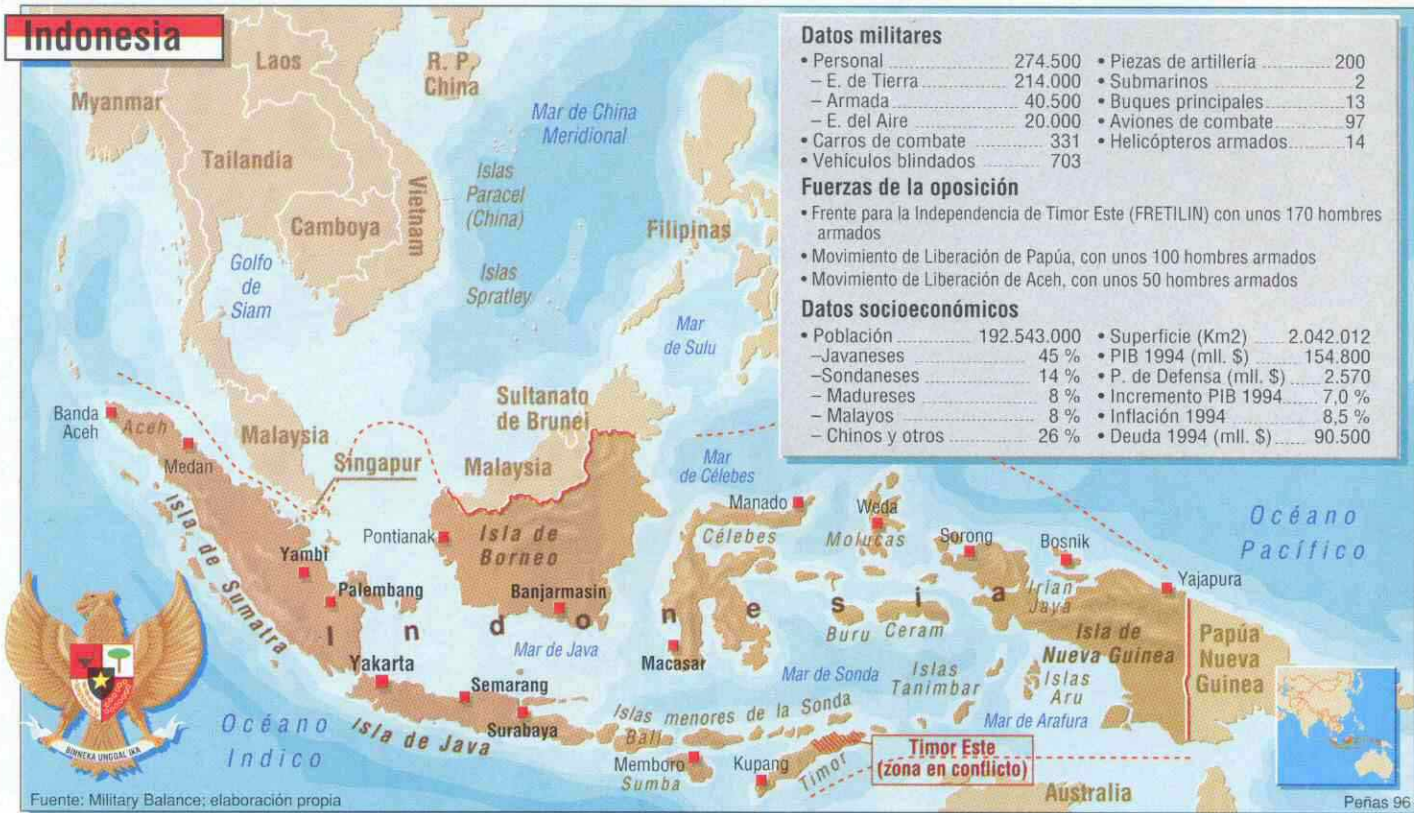 Indonesia
Datos militares
• Personal 274.500
– E. de Tierra 214.000
– Armada 40.500
– E. del Aire 20.000
• Carros de combate 331
• Vehículos blindados 703
• Piezas de artillería 200
• Submarinos 2
• Buques principales 13
• Aviones de combate 97
• Helicópteros armados 14
Fuerzas de la oposición
• Frente para la Independencia de Timor Este (FRETILIN) con unos 170 hombres
armados
• Movimiento de Liberación de Papúa, con unos 100 hombres armados
• Movimiento de Liberación de Aceh, con unos 50 hombres armados
Datos socioeconómicos
• Población 192.543.000
–Javaneses 45 %
–Sondaneses 14 %
– Madureses 8 %
– Malayos 8 %
– Chinos y otros 26 %
• Superficie (Km2) 2.042.012
• PIB 1994 (mll. $) 154.800
• P. de Defensa (mll. $) 2.570
• Incremento PIB 1994 7,0 %
• Inflación 1994 8,5 %
• Deuda 1994 (mll. $) 90.500
Laos
R. P.
China
Myanmar
Mar de China
Meridional
Tailandia
Islas
Paracel
(China)
Vietnam
Camboya
Filipinas
Golfo
de
Siam
Islas
Spratley
Mar
de Sulu
Sultanato
de Brunei
Banda
Aceh
Aceh
Malaysia
Medan
Singapur
Malaysia
Mar
de Célebes
Manado
Weda
Océano
Pacífico
Isla de Sumatra
Pontianak
Isla de
Borneo
Célebes
Molucas
Sorong
Bosnik
Yambi
Yajapura
Palembang
Banjarmasin
Irian
Jaya
Indonesia
Buru
Ceram
Isla de
Nueva Guinea
Papúa
Nueva
Guinea
Mar de Java
Macasar
Yakarta
Mar de Sonda
Islas
Tanimbar
Islas
Aru
Semarang
Surabaya
Islas menores de la Sonda
Mar de Arafura
Océano
Indico
Isla de Java
Bali
Memboro
Sumba
Kupang
Timor
Timor Este
(zona en conflicto)
Australia
BHINNEKA UNGGAL IKA
Fuente: Military Balance; elaboración propia
Peñas 96